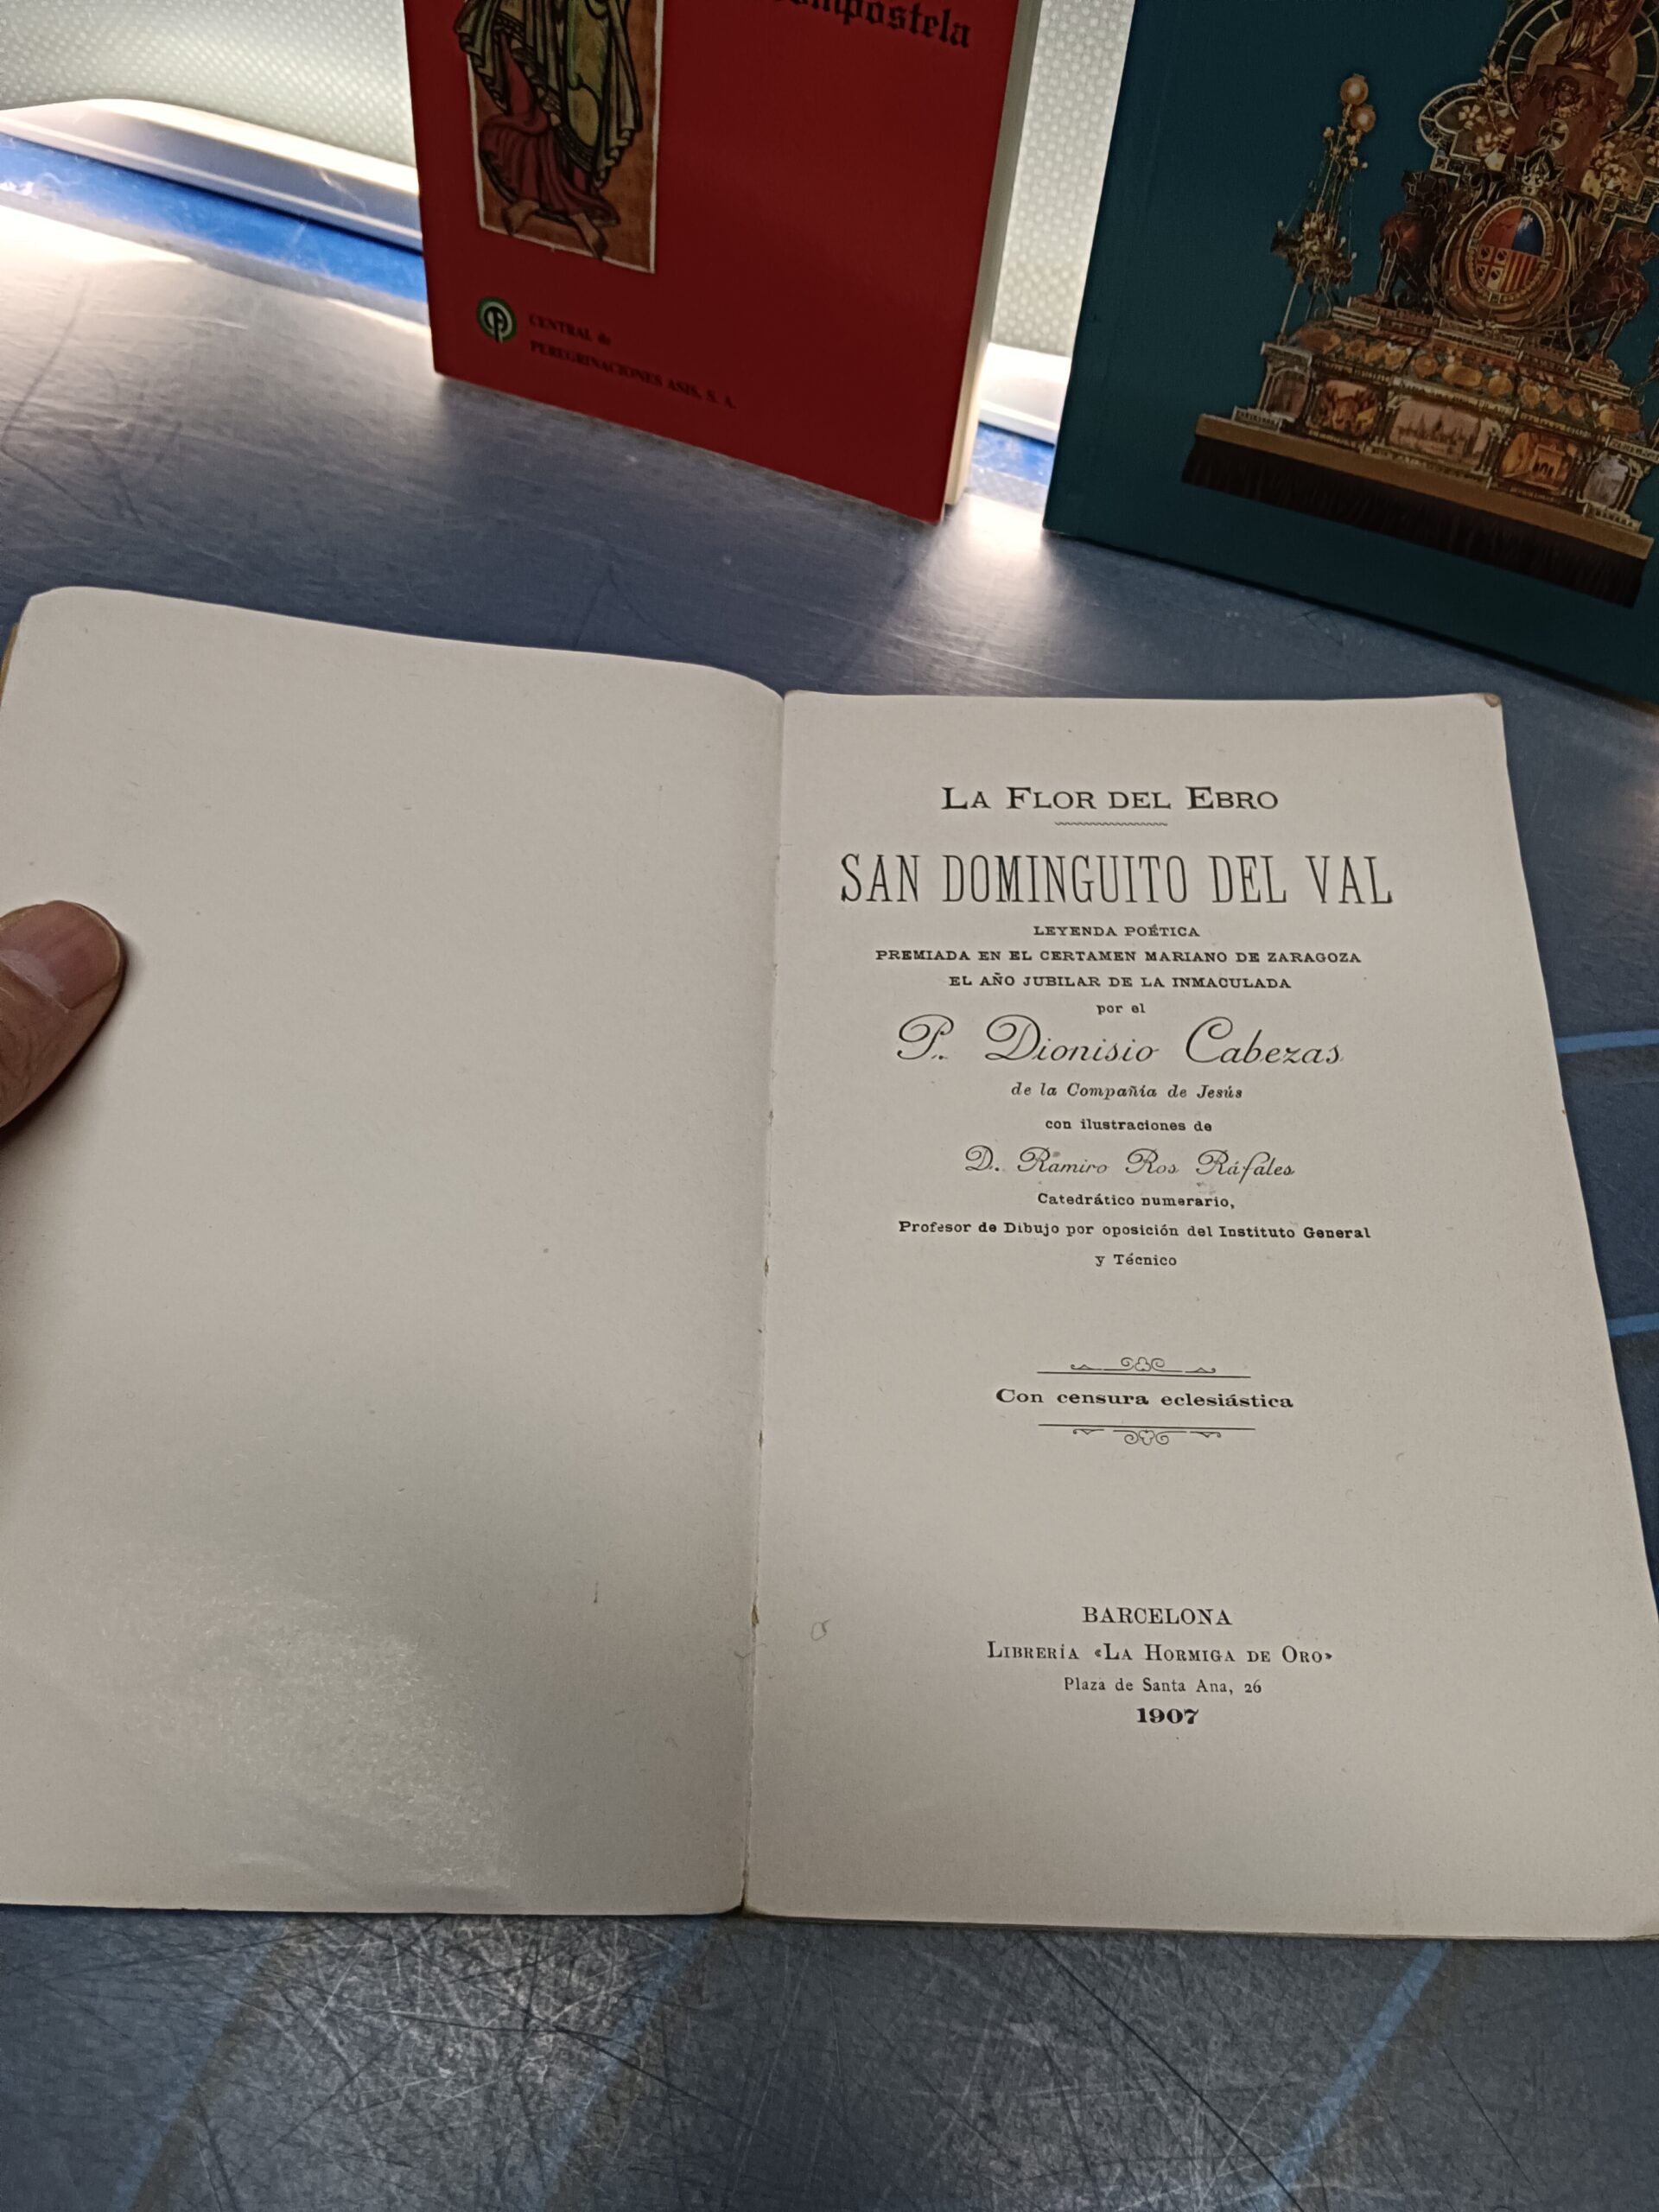 CENTRAL de
PEREGRINACIONES ASIS, S. A.
LA FLOR DEL EBRO
SAN DOMINGUITO DEL VAL
LEYENDA POÉTICA
PREMIADA EN EL CERTAMEN MARIANO DE ZARAGOZA
EL AÑO JUBILAR DE LA INMACULADA
por el
P. Dionisio Cabezas
de la Compañía de Jesús
con ilustraciones de
D. Ramiro Ros Ráfales
Catedrático numerario,
Profesor de Dibujo por oposición del Instituto General
y Técnico
Con censura eclesiástica
BARCELONA
LIBRERÍA «LA HORMIGA DE ORO»
Plaza de Santa Ana, 26
1907